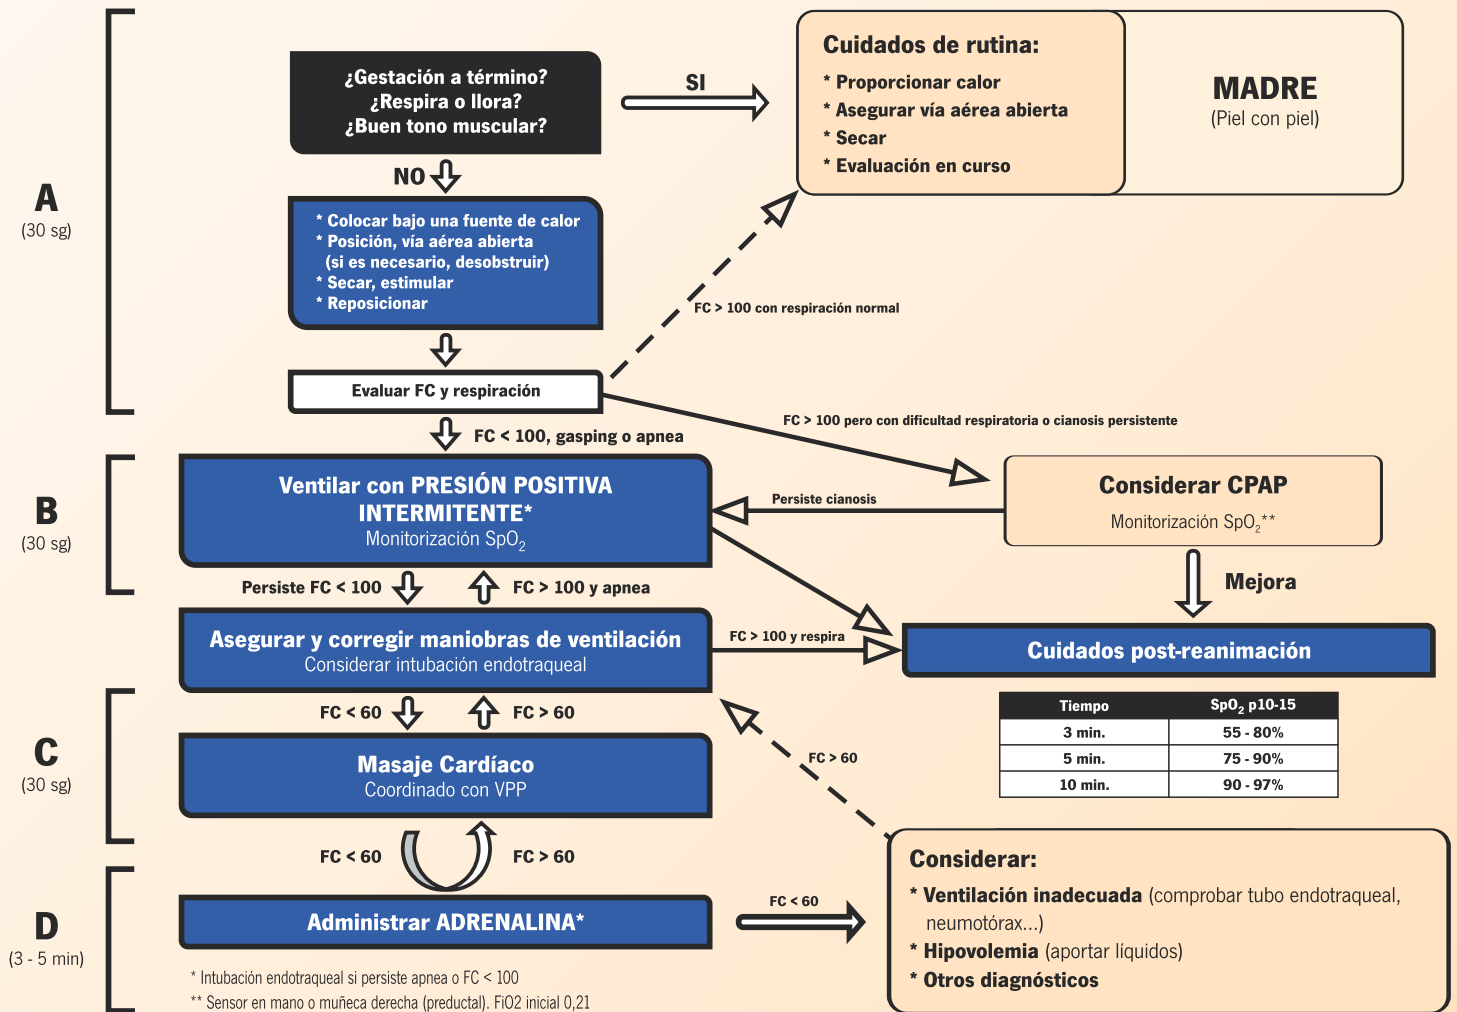 A
(30 sg)
¿Gestación a término?
¿Respira o llora?
¿Buen tono muscular?
SI
Cuidados de rutina:
* Proporcionar calor
* Asegurar vía aérea abierta
* Secar
* Evaluación en curso
MADRE
(Piel con piel)
NO
* Colocar bajo una fuente de calor
* Posición, vía aérea abierta
(si es necesario, desobstruir)
* Secar, estimular
* Reposicionar
FC > 100 con respiración normal
Evaluar FC y respiración
FC > 100 pero con dificultad respiratoria o cianosis persistente
FC < 100, gasping o apnea
B
(30 sg)
Ventilar con PRESIÓN POSITIVA
INTERMITENTE*
Monitorización SpO₂
Persiste cianosis
Considerar CPAP
Monitorización SpO₂**
Mejora
Persiste FC < 100
FC > 100 y apnea
Asegurar y corregir maniobras de ventilación
Considerar intubación endotraqueal
FC > 100 y respira
Cuidados post-reanimación
Tiempo SpO₂ p10-15
3 min. 55 - 80%
5 min. 75 - 90%
10 min. 90 - 97%
C
(30 sg)
FC < 60
FC > 60
Masaje Cardíaco
Coordinado con VPP
FC > 60
FC < 60
FC > 60
D
(3 - 5 min)
Administrar ADRENALINA*
FC < 60
Considerar:
* Ventilación inadecuada (comprobar tubo endotraqueal,
neumotórax...)
* Hipovolemia (aportar líquidos)
* Otros diagnósticos
* Intubación endotraqueal si persiste apnea o FC < 100
** Sensor en mano o muñeca derecha (preductal). FiO2 inicial 0,21